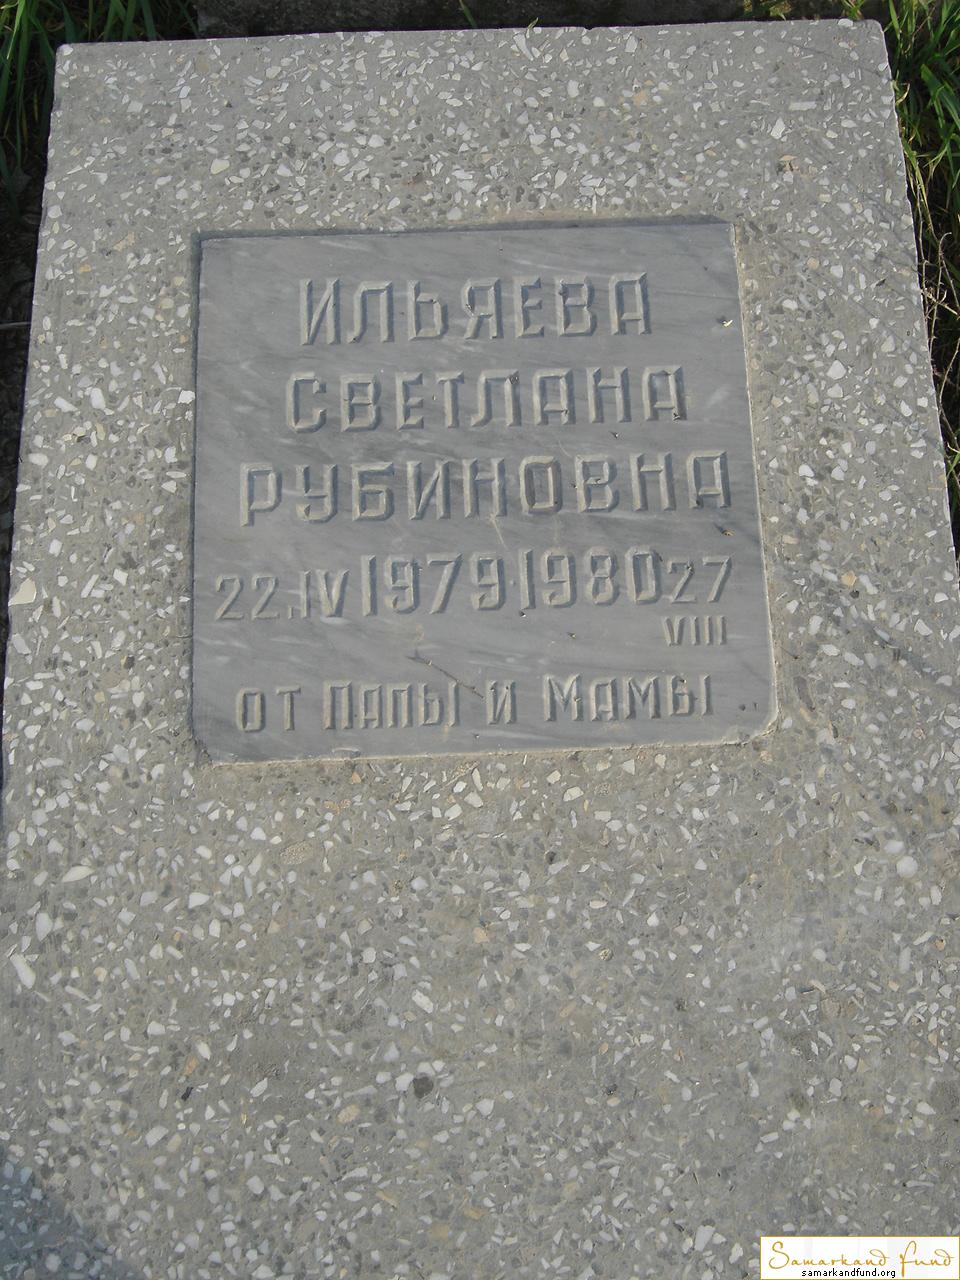 ИЛЬЯЕВА
СВЕТЛАНА
РУБИНОВНА
22.IV 1979 1980 27
VIII
от Папы и Мамы
Samarkand fund
samarkandfund.org